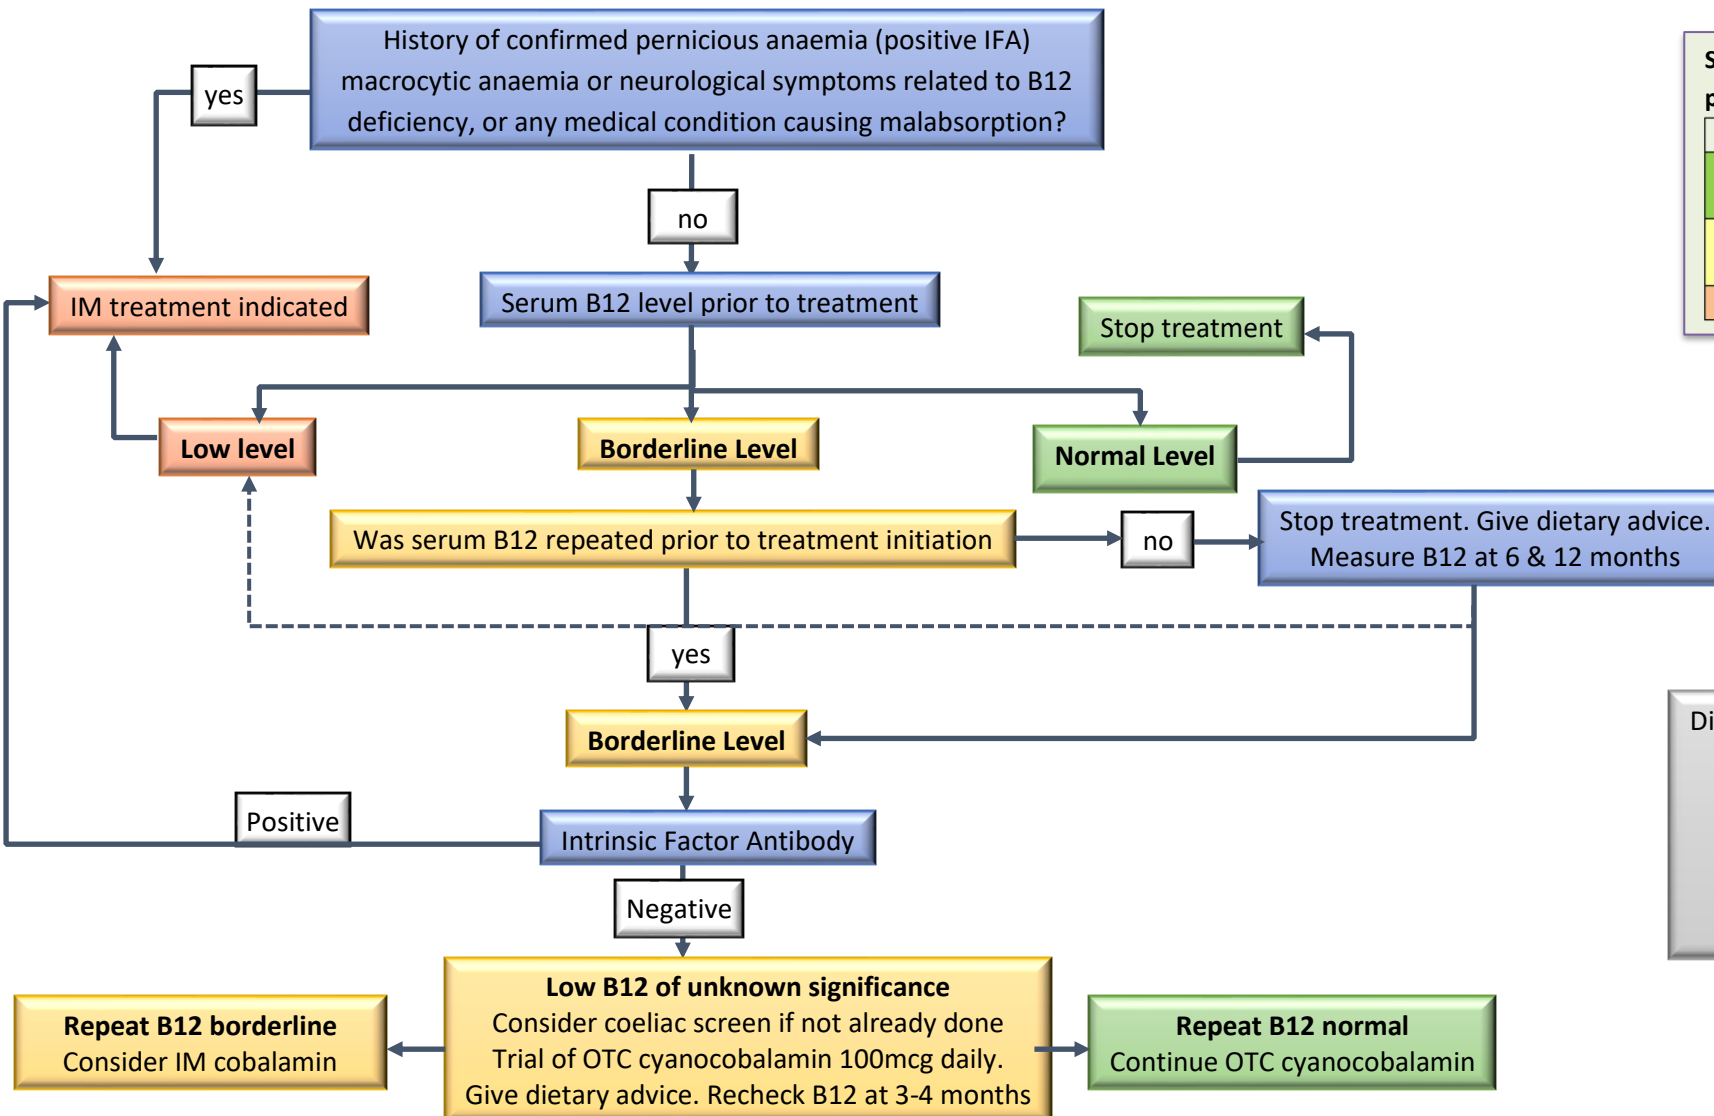 History of confirmed pernicious anaemia (positive IFA)
macrocytic anaemia or neurological symptoms related to B12
deficiency, or any medical condition causing malabsorption?
yes
no
IM treatment indicated
Serum B12 level prior to treatment
Stop treatment
Low level
Borderline Level
Normal Level
Was serum B12 repeated prior to treatment initiation
no
Stop treatment. Give dietary advice.
Measure B12 at 6 & 12 months
yes
Borderline Level
Positive
Intrinsic Factor Antibody
Negative
Low B12 of unknown significance
Consider coeliac screen if not already done
Trial of OTC cyanocobalamin 100mcg daily.
Give dietary advice. Recheck B12 at 3-4 months
Repeat B12 borderline
Consider IM cobalamin
Repeat B12 normal
Continue OTC cyanocobalamin